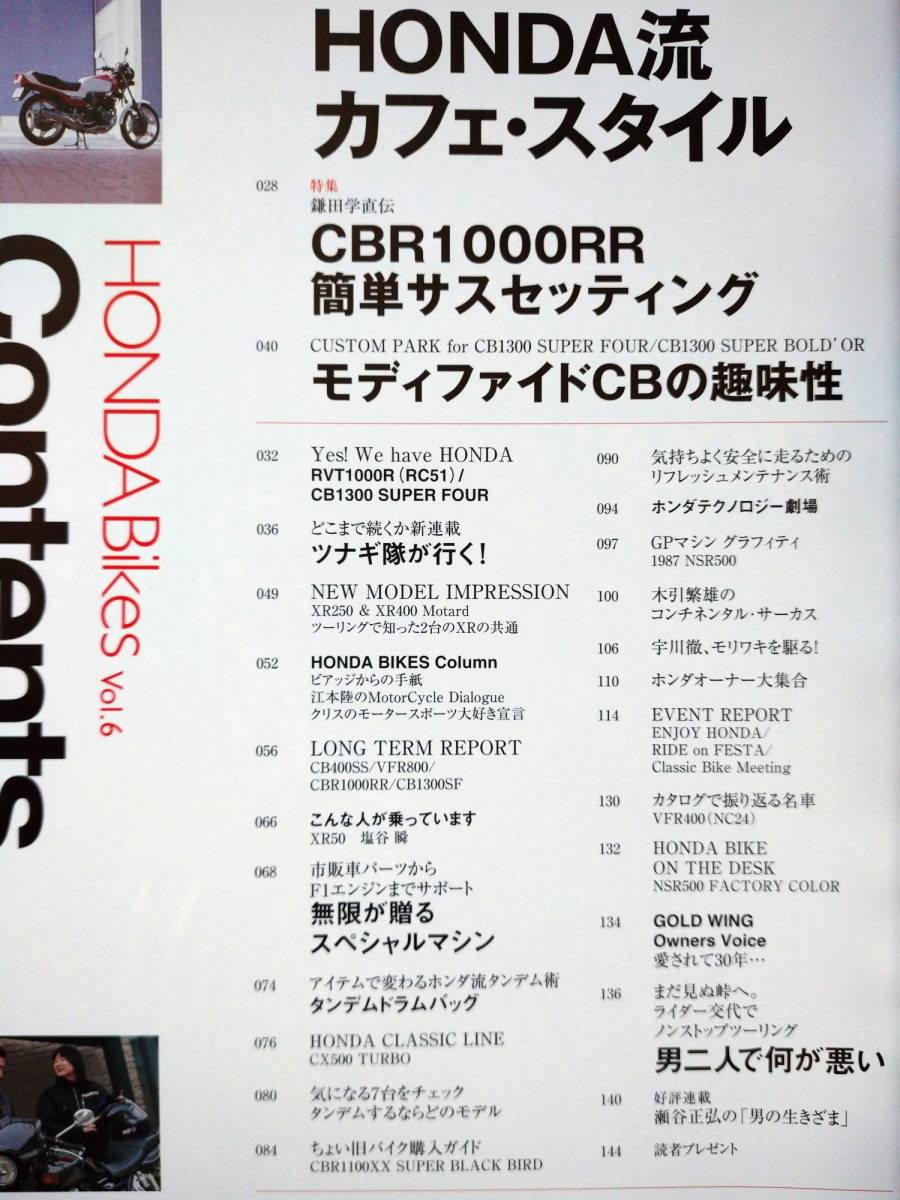 HONDA流
カフェ・スタイル
028 特集
鎌田学直伝
CBR1000RR
簡単サスセッティング
040 CUSTOM PARK for CB1300 SUPER FOUR/CB1300 SUPER BOLD'OR
モディファイドCBの趣味性
HONDA Bikes Vol.6
Contents
032 Yes! We have HONDA
RVT1000R(RC51)/
CB1300 SUPER FOUR
036 どこまで続くか新連載
ツナギ隊が行く!
049 NEW MODEL IMPRESSION
XR250 & XR400 Motard
ツーリングで知った2台のXRの共通
052 HONDA BIKES Column
ビアッジからの手紙
江本陸のMotorCycle Dialogue
クリスのモータースポーツ大好き宣言
056 LONG TERM REPORT
CB400SS/VFR800/
CBR1000RR/CB1300SF
066 こんな人が乗っています
XR50 塩谷 瞬
068 市販車パーツから
F1エンジンまでサポート
無限が贈る
スペシャルマシン
074 アイテムで変わるホンダ流タンデム術
タンデムドラムバッグ
076 HONDA CLASSIC LINE
CX500 TURBO
080 気になる7台をチェック
タンデムするならどのモデル
084 ちょい旧バイク購入ガイド
CBR1100XX SUPER BLACK BIRD
090 気持ちよく安全に走るための
リフレッシュメンテナンス術
094 ホンダテクノロジー劇場
097 GPマシン グラフィティ
1987 NSR500
100 木引繁雄の
コンチネンタル・サーカス
106 宇川徹、モリワキを駆る!
110 ホンダオーナー大集合
114 EVENT REPORT
ENJOY HONDA/
RIDE on FESTA/
Classic Bike Meeting
130 カタログで振り返る名車
VFR400(NC24)
132 HONDA BIKE
ON THE DESK
NSR500 FACTORY COLOR
134 GOLD WING
Owners Voice
愛されて30年…
136 まだ見ぬ峠へ。
ライダー交代で
ノンストップツーリング
男二人で何が悪い
140 好評連載
瀬谷正弘の「男の生きざま」
144 読者プレゼント